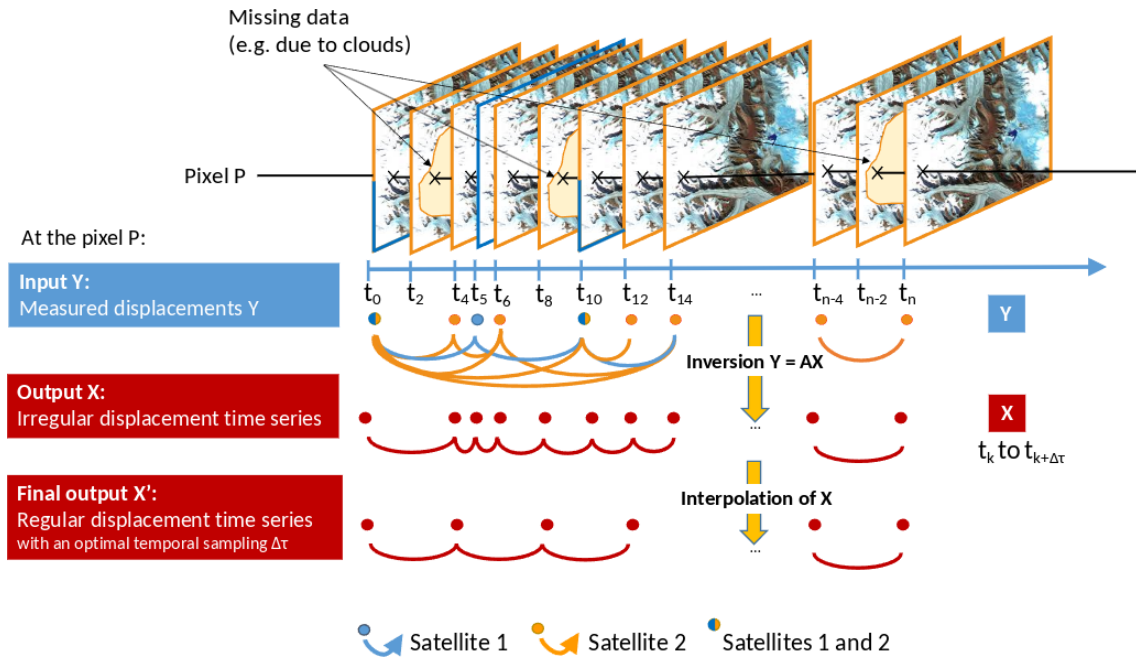 Missing data
(e.g. due to clouds)
Pixel P
At the pixel P:
Input Y:
Measured displacements Y
t0 t2 t4 t5 t6 t8 t10 t12 t14 ... tn-4 tn-2 tn
Y
Inversion Y = AX
Output X:
Irregular displacement time series
...
X
tk to tk+Δτ
Final output X’:
Regular displacement time series
with an optimal temporal sampling Δτ
Interpolation of X
...
Satellite 1
Satellite 2
Satellites 1 and 2